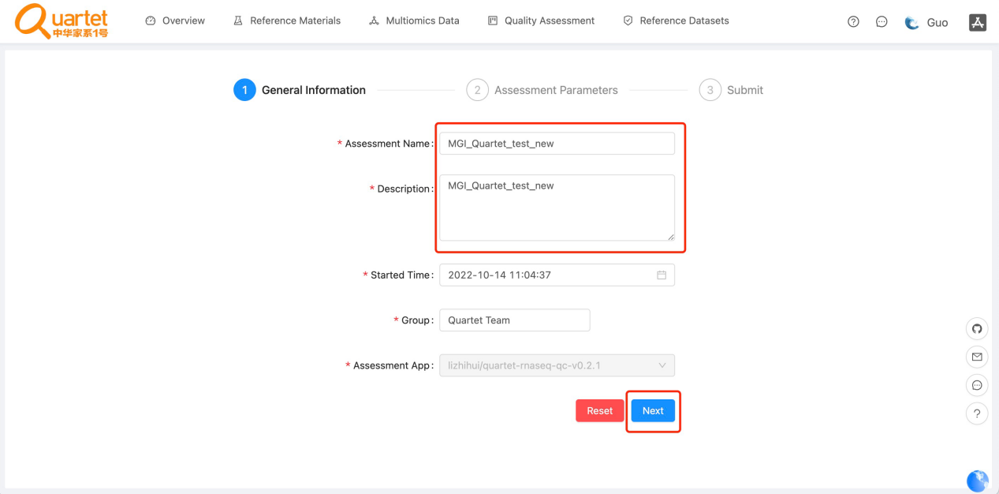 Quartet
中华家系1号
Overview
Reference Materials
Multiomics Data
Quality Assessment
Reference Datasets
Guo
1 General Information
2 Assessment Parameters
3 Submit
* Assessment Name: MGI_Quartet_test_new
* Description: MGI_Quartet_test_new
* Started Time: 2022-10-14 11:04:37
* Group: Quartet Team
* Assessment App: lizhihui/quartet-rnaseq-qc-v0.2.1
Reset
Next